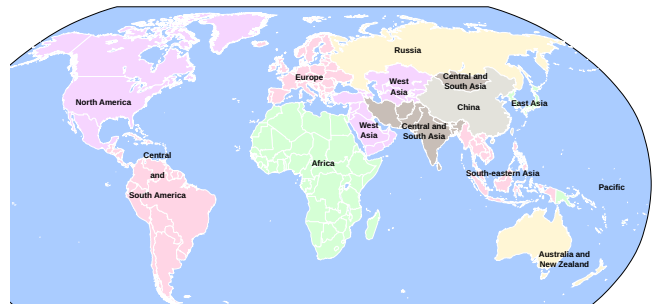 Russia
Europe
Central and
South Asia
West
Asia
North America
China
East Asia
West
Asia
Central and
South Asia
Central
and
South America
Africa
South-eastern Asia
Pacific
Australia and
New Zealand